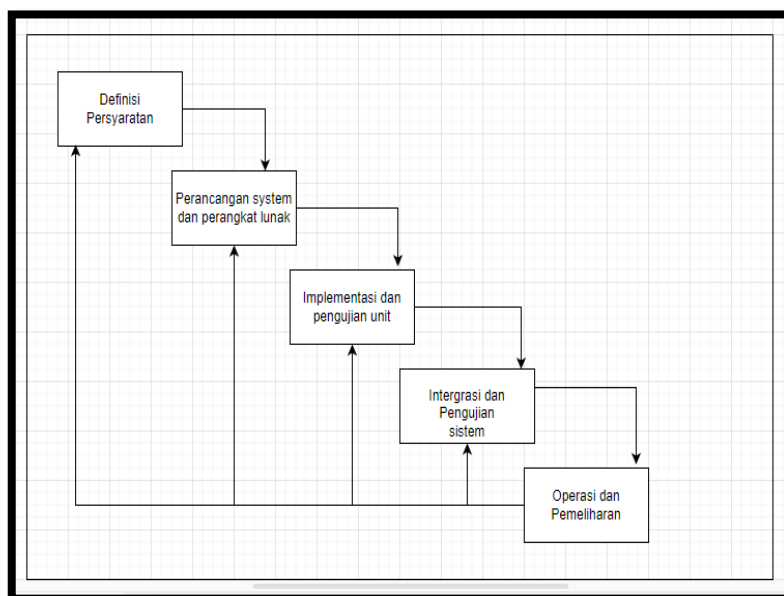 Definisi
Persyaratan
Perancangan system
dan perangkat lunak
Implementasi dan
pengujian unit
Intergrasi dan
Pengujian
sistem
Operasi dan
Pemeliharan